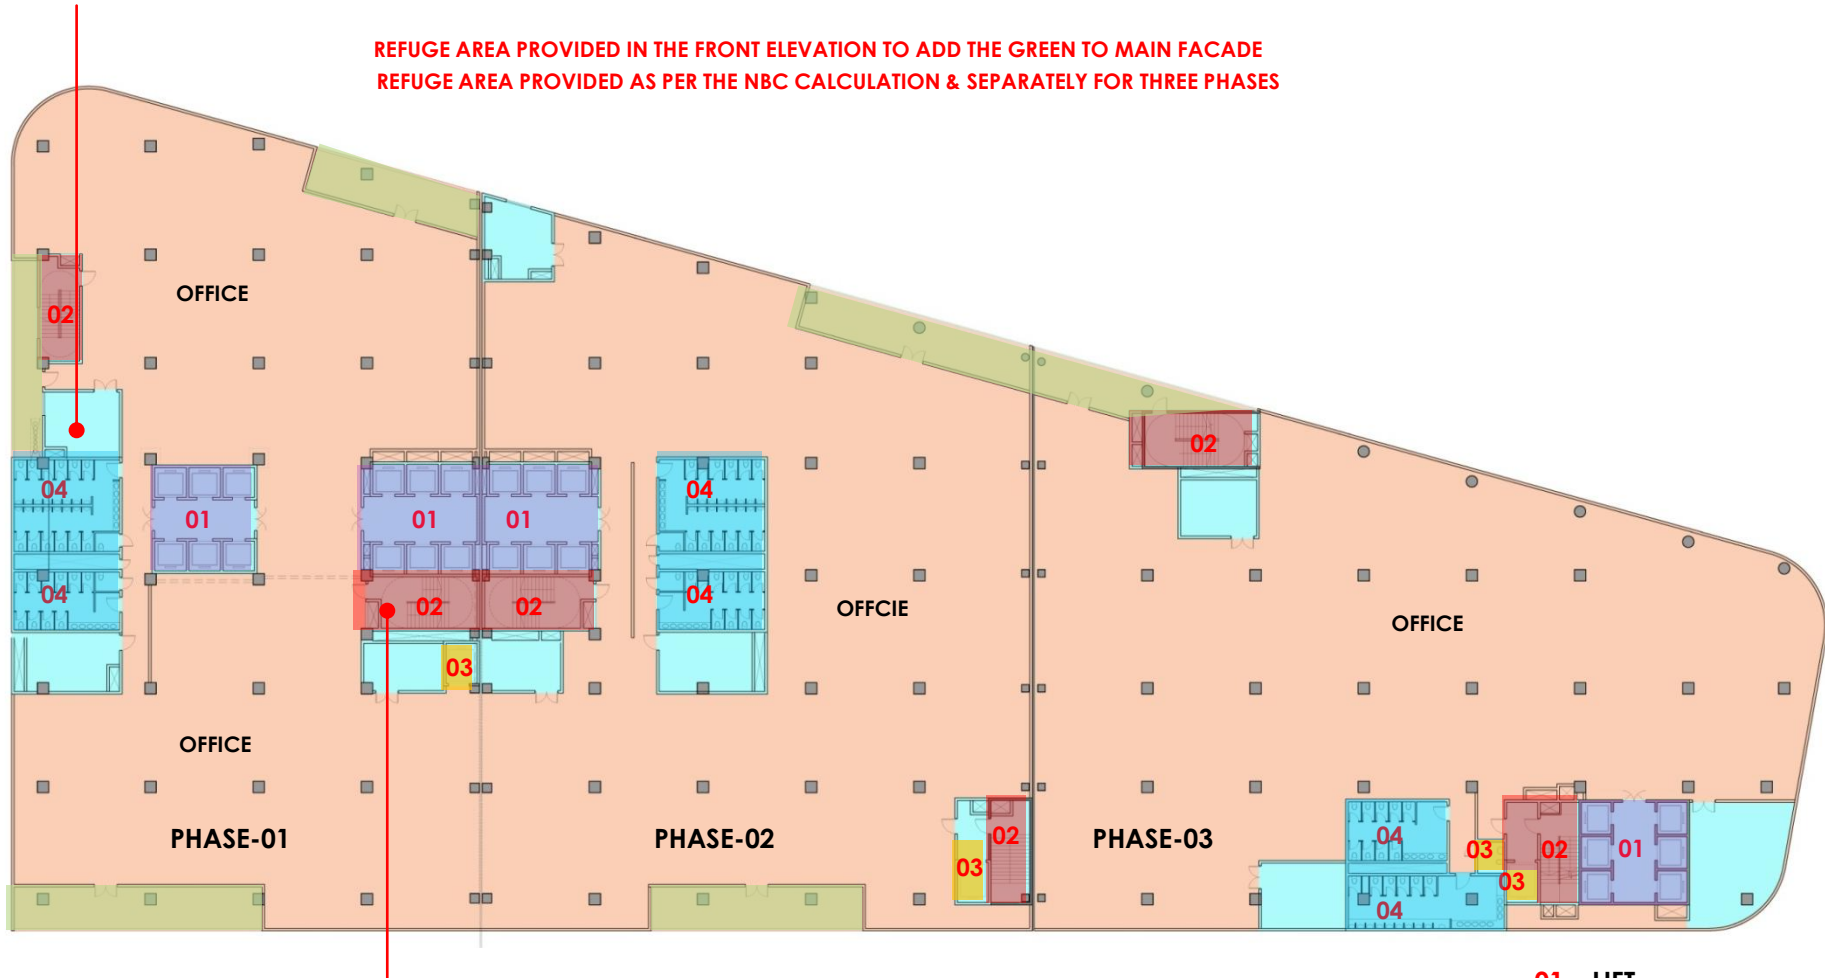 REFUGE AREA PROVIDED IN THE FRONT ELEVATION TO ADD THE GREEN TO MAIN FACADE
REFUGE AREA PROVIDED AS PER THE NBC CALCULATION & SEPARATELY FOR THREE PHASES
OFFICE
02
02
04
01
01
01
04
04
04
02
02
OFFCIE
OFFICE
03
OFFICE
PHASE-01
PHASE-02
02
PHASE-03
04
03
02
01
03
03
04
01 LIFT